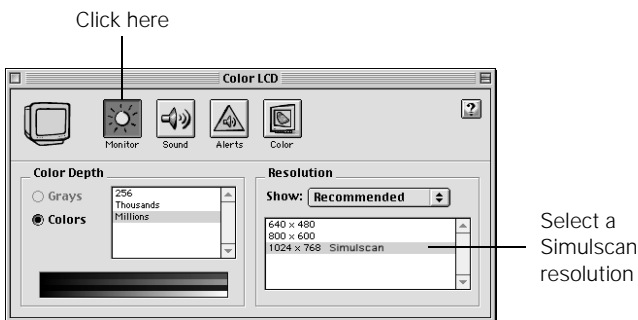 Click here
Color LCD
?
Monitor
Sound
Alerts
Color
Color Depth
Grays
Colors
256
Thousands
Millions
Resolution
Show: Recommended
640 x 480
800 x 600
1024 x 768 Simulscan
Select a
Simulscan
resolution